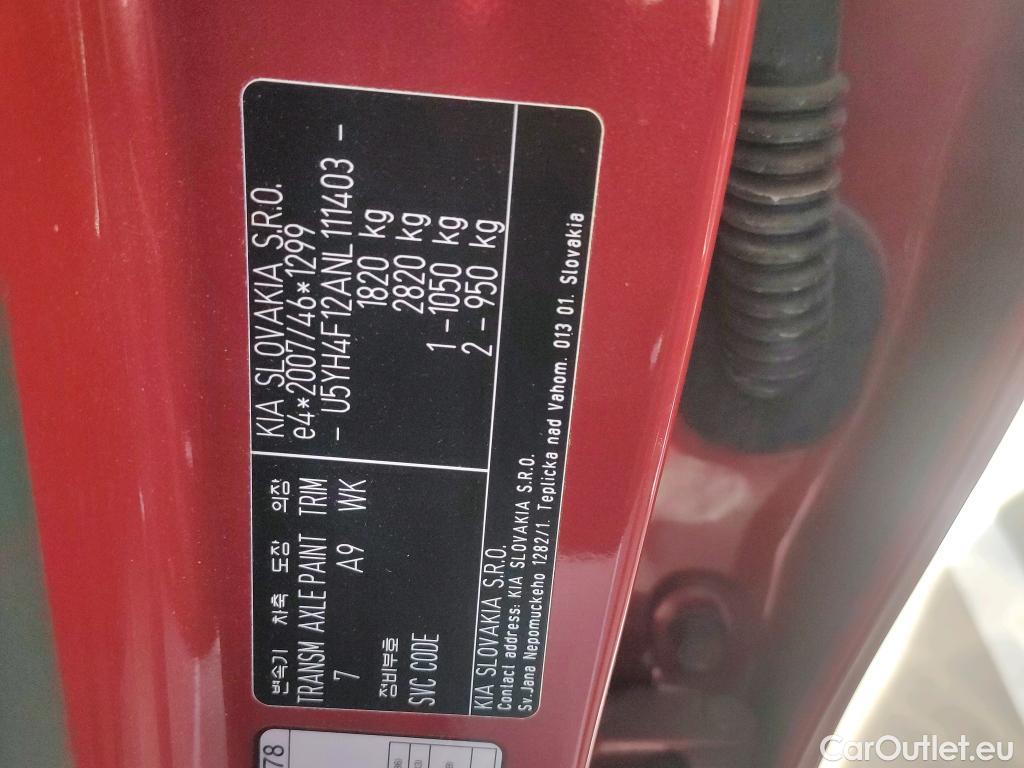 KIA SLOVAKIA S.R.O.
e4*2007/46*1299
- U5YH4F12ANL111403 -
1820 kg
2820 kg
1 - 1050 kg
2 - 950 kg
변속기 차축 도장 의장
TRANSM AXLE PAINT TRIM
7 A9 WK
정비부호
SVC CODE
KIA SLOVAKIA S.R.O.
Contact address: KIA SLOVAKIA S.R.O.
Sv. Jana Nepomuckeho 1282/1. Teplicka nad Vahom. 013 01. Slovakia
78
CarOutlet.eu